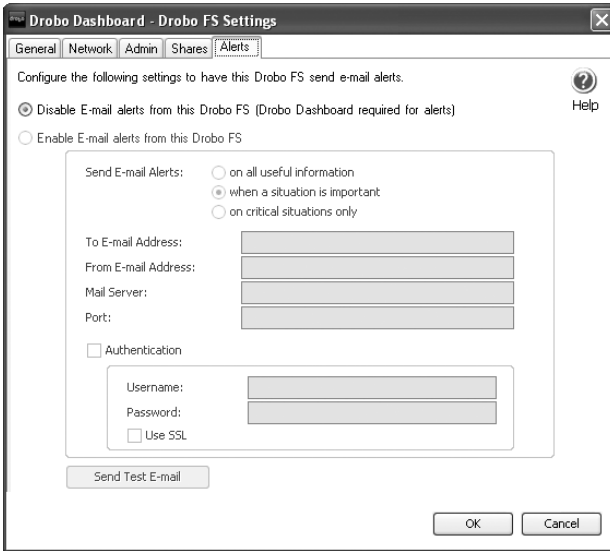 Drobo Dashboard - Drobo FS Settings
General Network Admin Shares Alerts
Configure the following settings to have this Drobo FS send e-mail alerts.
Help
Disable E-mail alerts from this Drobo FS (Drobo Dashboard required for alerts)
Enable E-mail alerts from this Drobo FS
Send E-mail Alerts: on all useful information
when a situation is important
on critical situations only
To E-mail Address:
From E-mail Address:
Mail Server:
Port:
Authentication
Username:
Password:
Use SSL
Send Test E-mail
OK Cancel